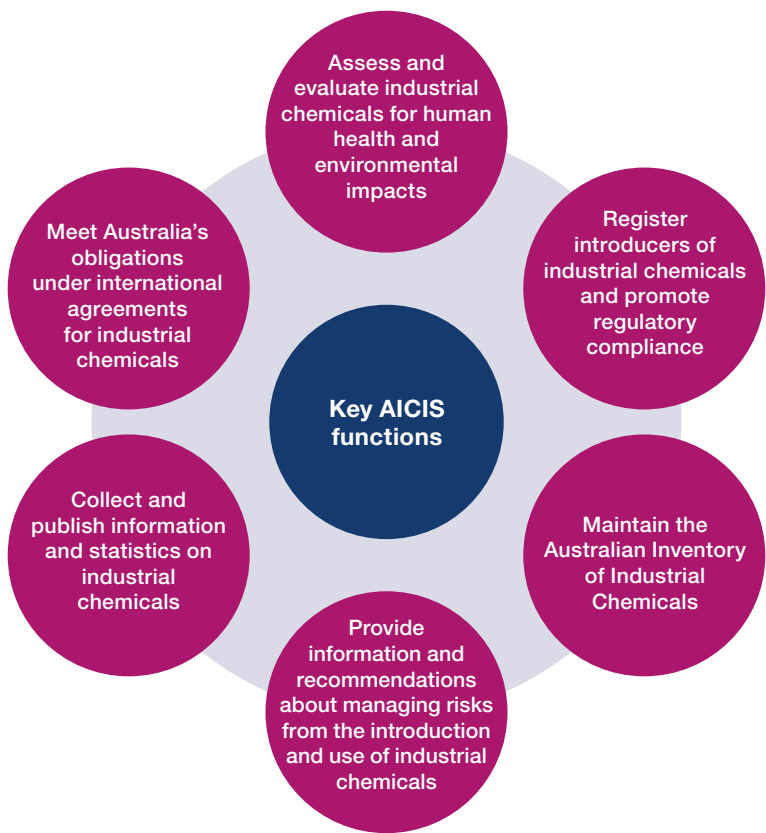 Assess and
evaluate industrial
chemicals for human
health and
environmental
impacts
Register
introducers of
industrial chemicals
and promote
regulatory
compliance
Maintain the
Australian Inventory
of Industrial
Chemicals
Provide
information and
recommendations
about managing risks
from the introduction
and use of industrial
chemicals
Collect and
publish information
and statistics on
industrial
chemicals
Meet Australia’s
obligations
under international
agreements
for industrial
chemicals
Key AICIS
functions